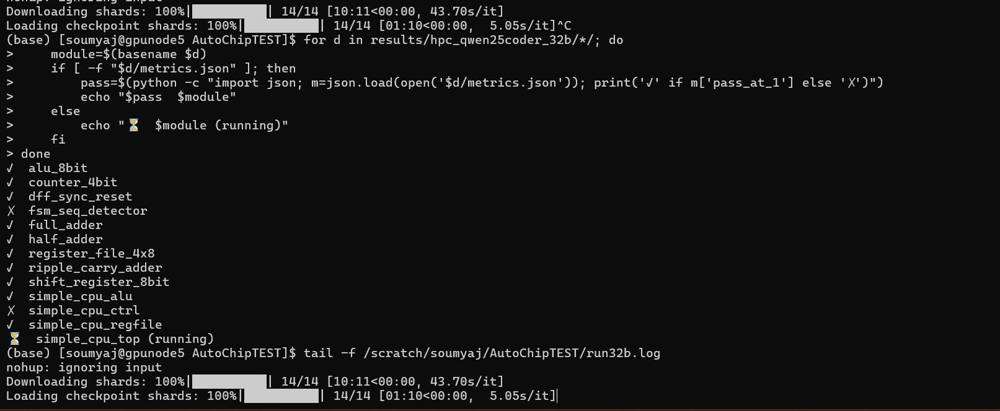 nohup: ignoring input
Downloading shards: 100%|██████████| 14/14 [10:11<00:00, 43.70s/it]
Loading checkpoint shards: 100%|██████████| 14/14 [01:10<00:00,  5.05s/it]^C
(base) [soumyaj@gpunode5 AutoChipTEST]$ for d in results/hpc_qwen25coder_32b/*/; do
>     module=$(basename $d)
>     if [ -f "$d/metrics.json" ]; then
>         pass=$(python -c "import json; m=json.load(open('$d/metrics.json')); print('✓' if m['pass_at_1'] else '✗')")
>         echo "$pass  $module"
>     else
>         echo "⏳  $module (running)"
>     fi
> done
✓  alu_8bit
✓  counter_4bit
✓  dff_sync_reset
✗  fsm_seq_detector
✓  full_adder
✓  half_adder
✓  register_file_4x8
✓  ripple_carry_adder
✓  shift_register_8bit
✓  simple_cpu_alu
✗  simple_cpu_ctrl
✓  simple_cpu_regfile
⏳  simple_cpu_top (running)
(base) [soumyaj@gpunode5 AutoChipTEST]$ tail -f /scratch/soumyaj/AutoChipTEST/run32b.log
nohup: ignoring input
Downloading shards: 100%|██████████| 14/14 [10:11<00:00, 43.70s/it]
Loading checkpoint shards: 100%|██████████| 14/14 [01:10<00:00,  5.05s/it]